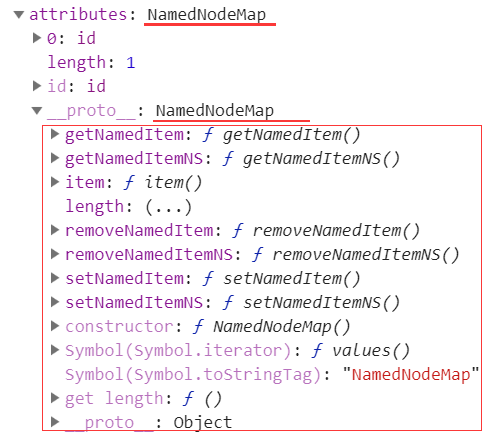 ▼ attributes: NamedNodeMap
▶ 0: id
length: 1
▶ id: id
▼ __proto__: NamedNodeMap
▶ getNamedItem: ƒ getNamedItem()
▶ getNamedItemNS: ƒ getNamedItemNS()
▶ item: ƒ item()
length: (...)
▶ removeNamedItem: ƒ removeNamedItem()
▶ removeNamedItemNS: ƒ removeNamedItemNS()
▶ setNamedItem: ƒ setNamedItem()
▶ setNamedItemNS: ƒ setNamedItemNS()
▶ constructor: ƒ NamedNodeMap()
▶ Symbol(Symbol.iterator): ƒ values()
Symbol(Symbol.toStringTag): "NamedNodeMap"
▶ get length: ƒ ()
▶ __proto__: Object